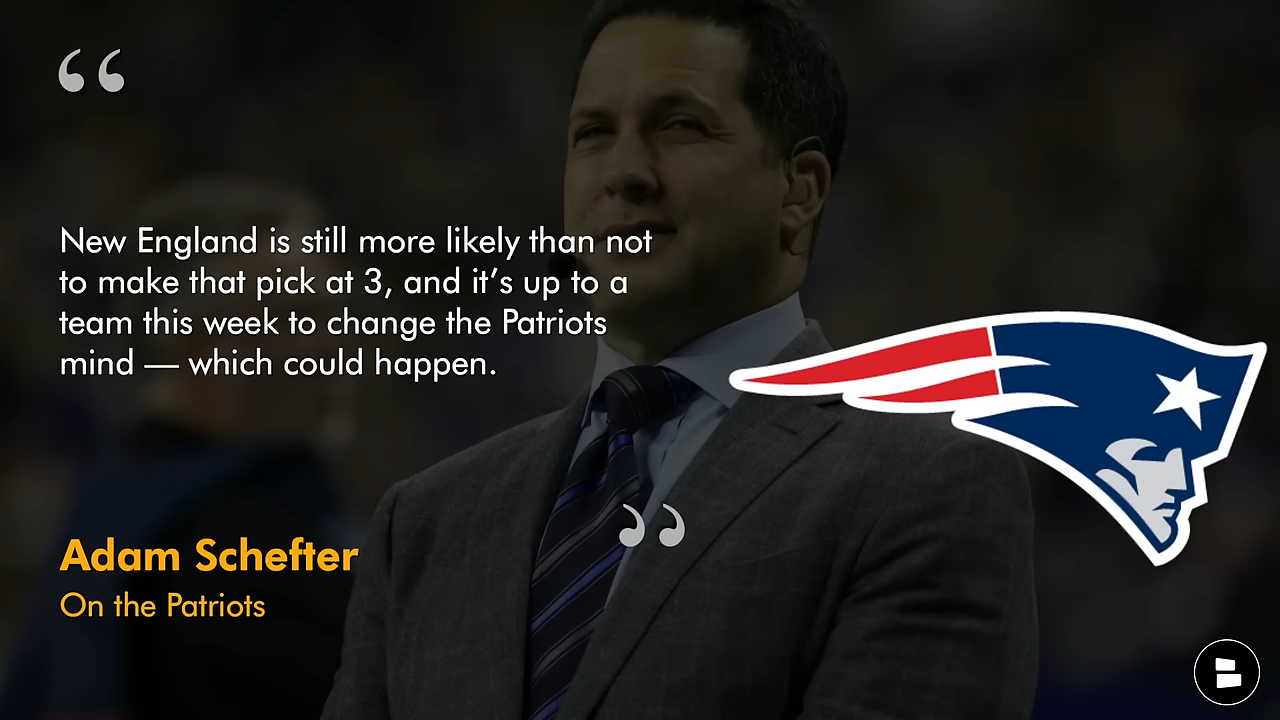 “
New England is still more likely than not
to make that pick at 3, and it’s up to a
team this week to change the Patriots
mind — which could happen.
”
Adam Schefter
On the Patriots